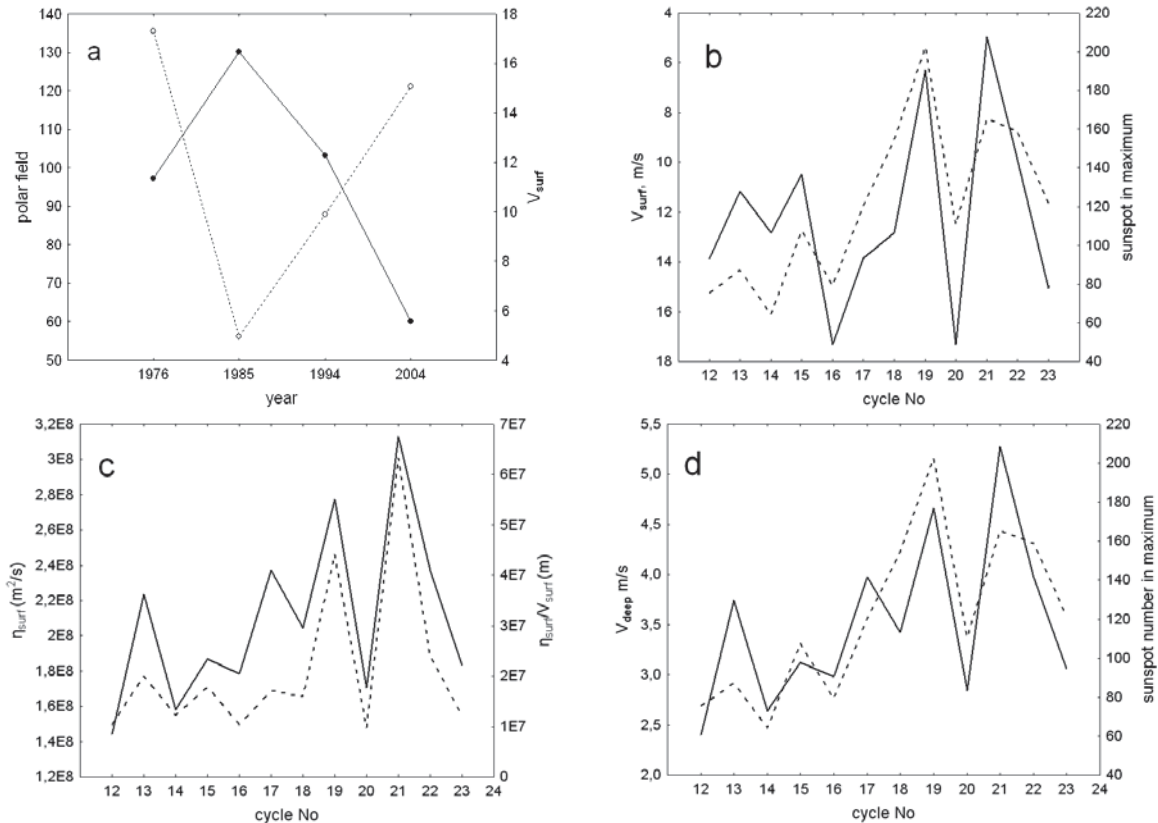 a
140
130
120
110
100
90
80
70
60
50
polar field
18
16
14
12
10
8
6
4
V_surf
1976 1985 1994 2004
year
b
4
6
8
10
12
14
16
18
V_surf, m/s
220
200
180
160
140
120
100
80
60
40
sunspot in maximum
12 13 14 15 16 17 18 19 20 21 22 23
cycle No
c
3,2E8
3E8
2,8E8
2,6E8
2,4E8
2,2E8
2E8
1,8E8
1,6E8
1,4E8
1,2E8
η_surf (m²/s)
7E7
6E7
7E7
4E7
3E7
2E7
1E7
0
η_surf/V_surf (m)
12 13 14 15 16 17 18 19 20 21 22 23 24
cycle No
d
5,5
5,0
4,5
4,0
3,5
3,0
2,5
2,0
V_deep m/s
220
200
180
160
140
120
100
80
60
40
sunspot number in maximum
12 13 14 15 16 17 18 19 20 21 22 23 24
cycle No